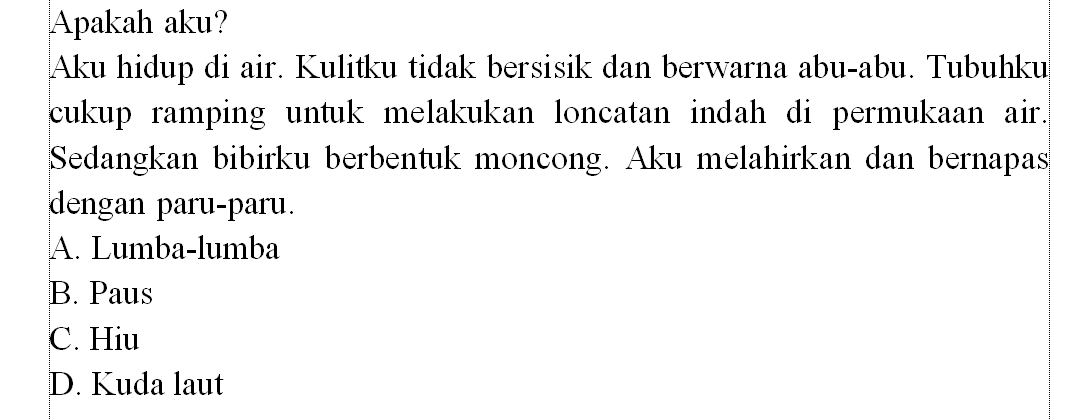 Apakah aku?
Aku hidup di air. Kulitku tidak bersisik dan berwarna abu-abu. Tubuhku
cukup ramping untuk melakukan loncatan indah di permukaan air.
Sedangkan bibirku berbentuk moncong. Aku melahirkan dan bernapas
dengan paru-paru.
A. Lumba-lumba
B. Paus
C. Hiu
D. Kuda laut